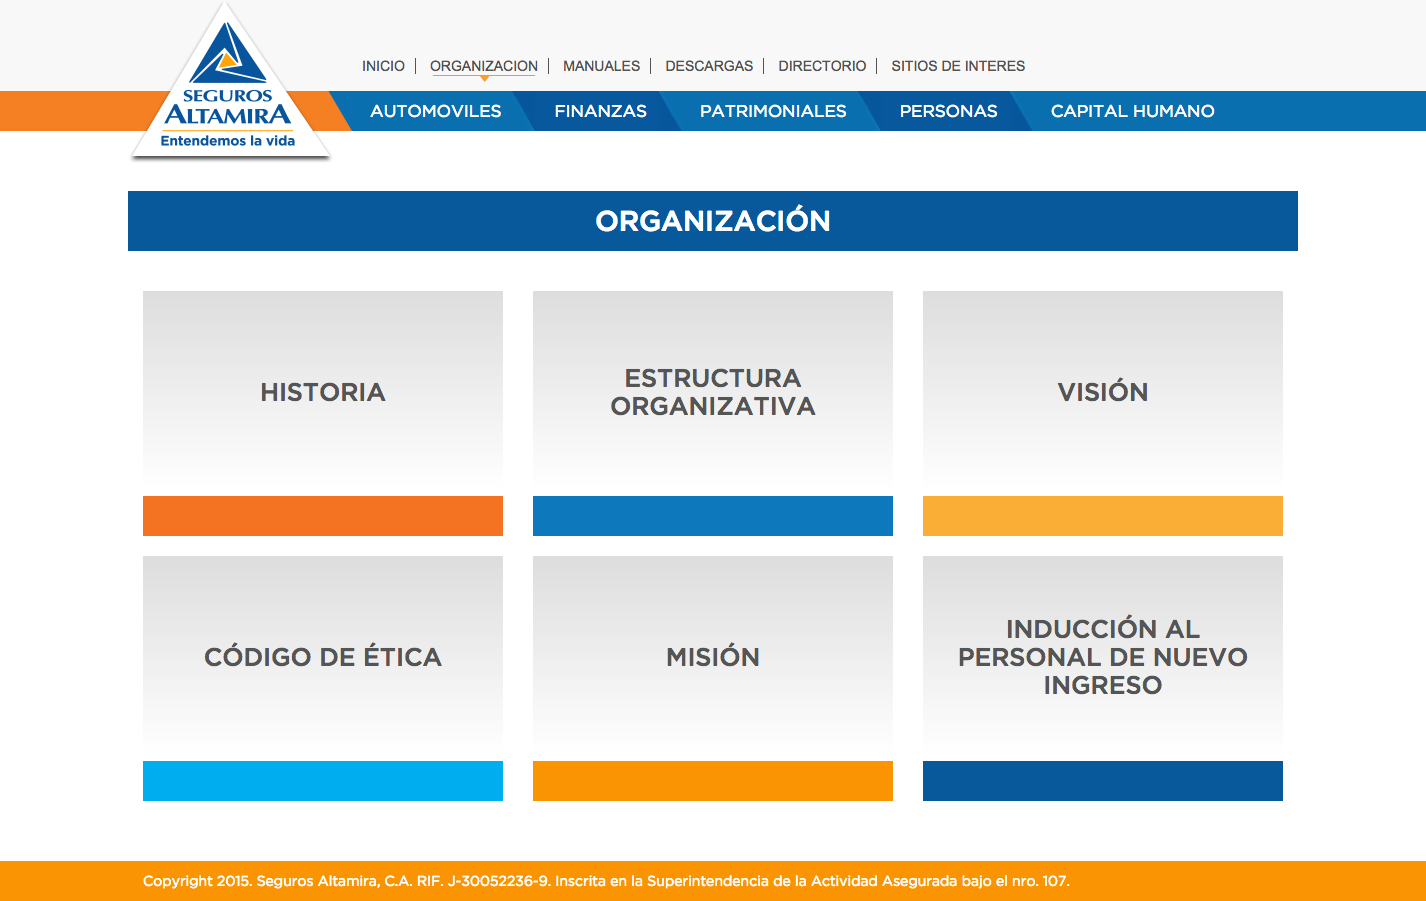 INICIO
ORGANIZACION
MANUALES
DESCARGAS
DIRECTORIO
SITIOS DE INTERES
SEGUROS
ALTAMIRA
Entendemos la vida
AUTOMOVILES
FINANZAS
PATRIMONIALES
PERSONAS
CAPITAL HUMANO
ORGANIZACIÓN
HISTORIA
ESTRUCTURA
ORGANIZATIVA
VISIÓN
CÓDIGO DE ÉTICA
MISIÓN
INDUCCIÓN AL
PERSONAL DE NUEVO
INGRESO
Copyright 2015. Seguros Altamira, C.A. RIF. J-30052236-9. Inscrita en la Superintendencia de la Actividad Asegurada bajo el nro. 107.